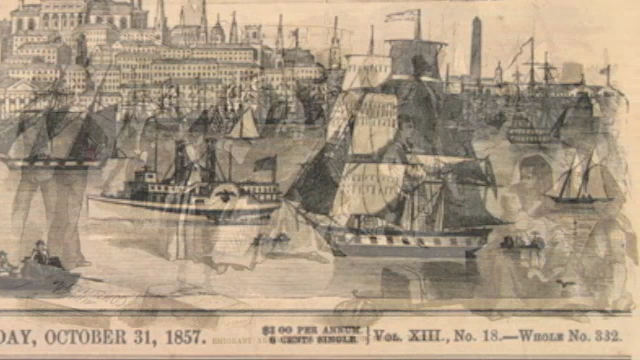 DAY, OCTOBER 31, 1857.
$2 00 PER ANNUM.
6 CENTS SINGLE.
VOL. XIII., No. 18.—WHOLE No. 332.